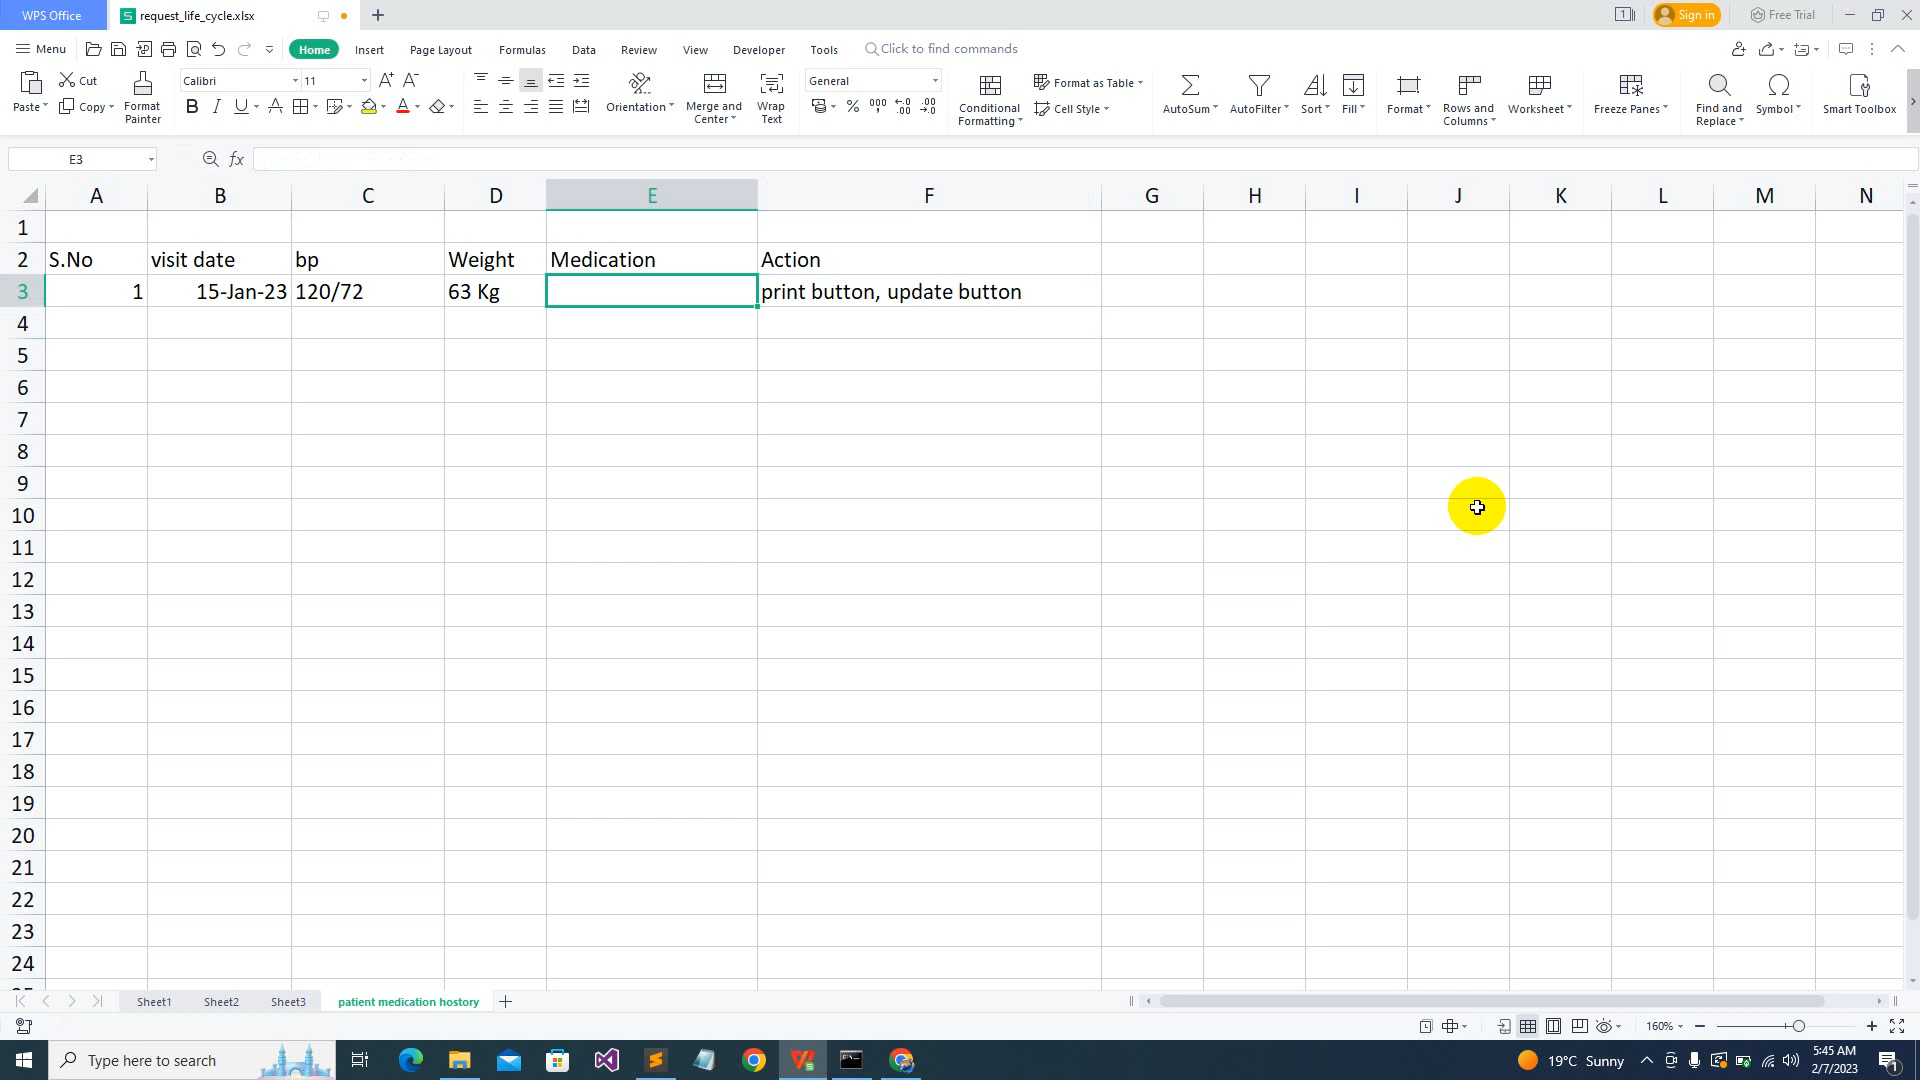 WPS Office
request_life_cycle.xlsx
1
Sign in
Free Trial
Menu
Home
Insert
Page Layout
Formulas
Data
Review
View
Developer
Tools
Click to find commands
Paste
Cut
Copy
Format Painter
Calibri
11
Orientation
Merge and Center
Wrap Text
General
Conditional Formatting
Format as Table
Cell Style
AutoSum
AutoFilter
Sort
Fill
Format
Rows and Columns
Worksheet
Freeze Panes
Find and Replace
Symbol
Smart Toolbox
E3
fx
A B C D E F G H I J K L M N
1
2 S.No visit date bp Weight Medication Action
3 1 15-Jan-23 120/72 63 Kg print button, update button
4
5
6
7
8
9
10
11
12
13
14
15
16
17
18
19
20
21
22
23
24
Sheet1 Sheet2 Sheet3 patient medication hostory
160%
Type here to search
19°C Sunny
5:45 AM
2/7/2023
1